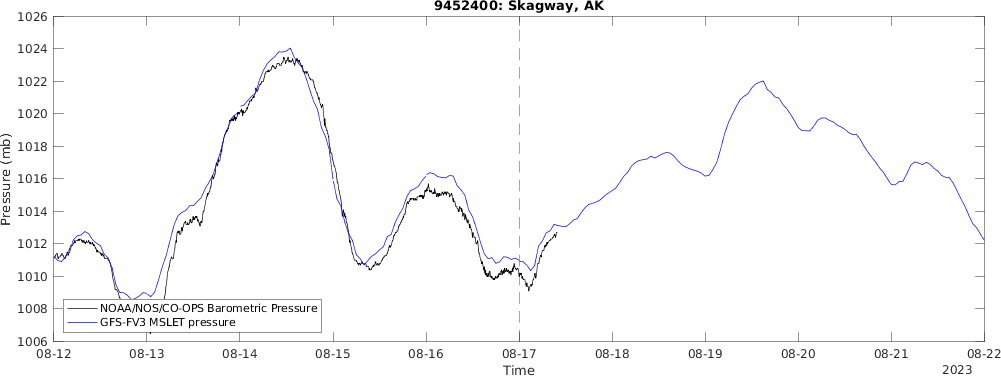 9452400: Skagway, AK
Pressure (mb)
1026
1024
1022
1020
1018
1016
1014
1012
1010
1008
1006
NOAA/NOS/CO-OPS Barometric Pressure
GFS-FV3 MSLET pressure
08-12 08-13 08-14 08-15 08-16 08-17 08-18 08-19 08-20 08-21 08-22
Time
2023